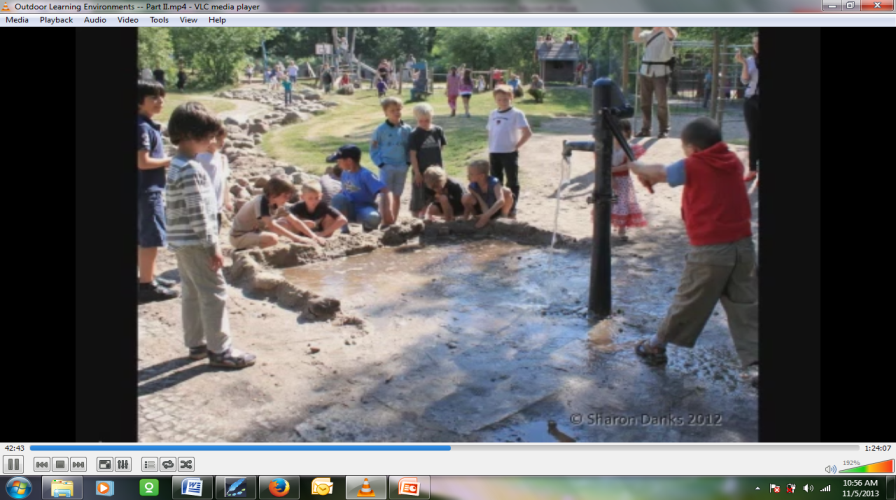 Outdoor Learning Environments -- Part II.mp4 - VLC media player
Media Playback Audio Video Tools View Help
© Sharon Danks 2012
42:43
1:24:07
192%
10:56 AM
11/5/2013